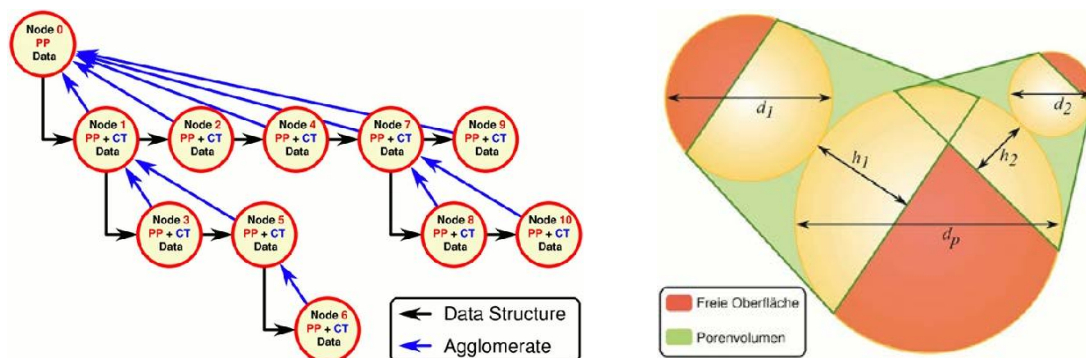 Node 0
PP
Data
Node 1
PP + CT
Data
Node 2
PP + CT
Data
Node 4
PP + CT
Data
Node 7
PP + CT
Data
Node 9
PP + CT
Data
Node 3
PP + CT
Data
Node 5
PP + CT
Data
Node 8
PP + CT
Data
Node 10
PP + CT
Data
Node 6
PP + CT
Data
Data Structure
Agglomerate
d1
d2
h1
h2
dp
Freie Oberfläche
Porenvolumen